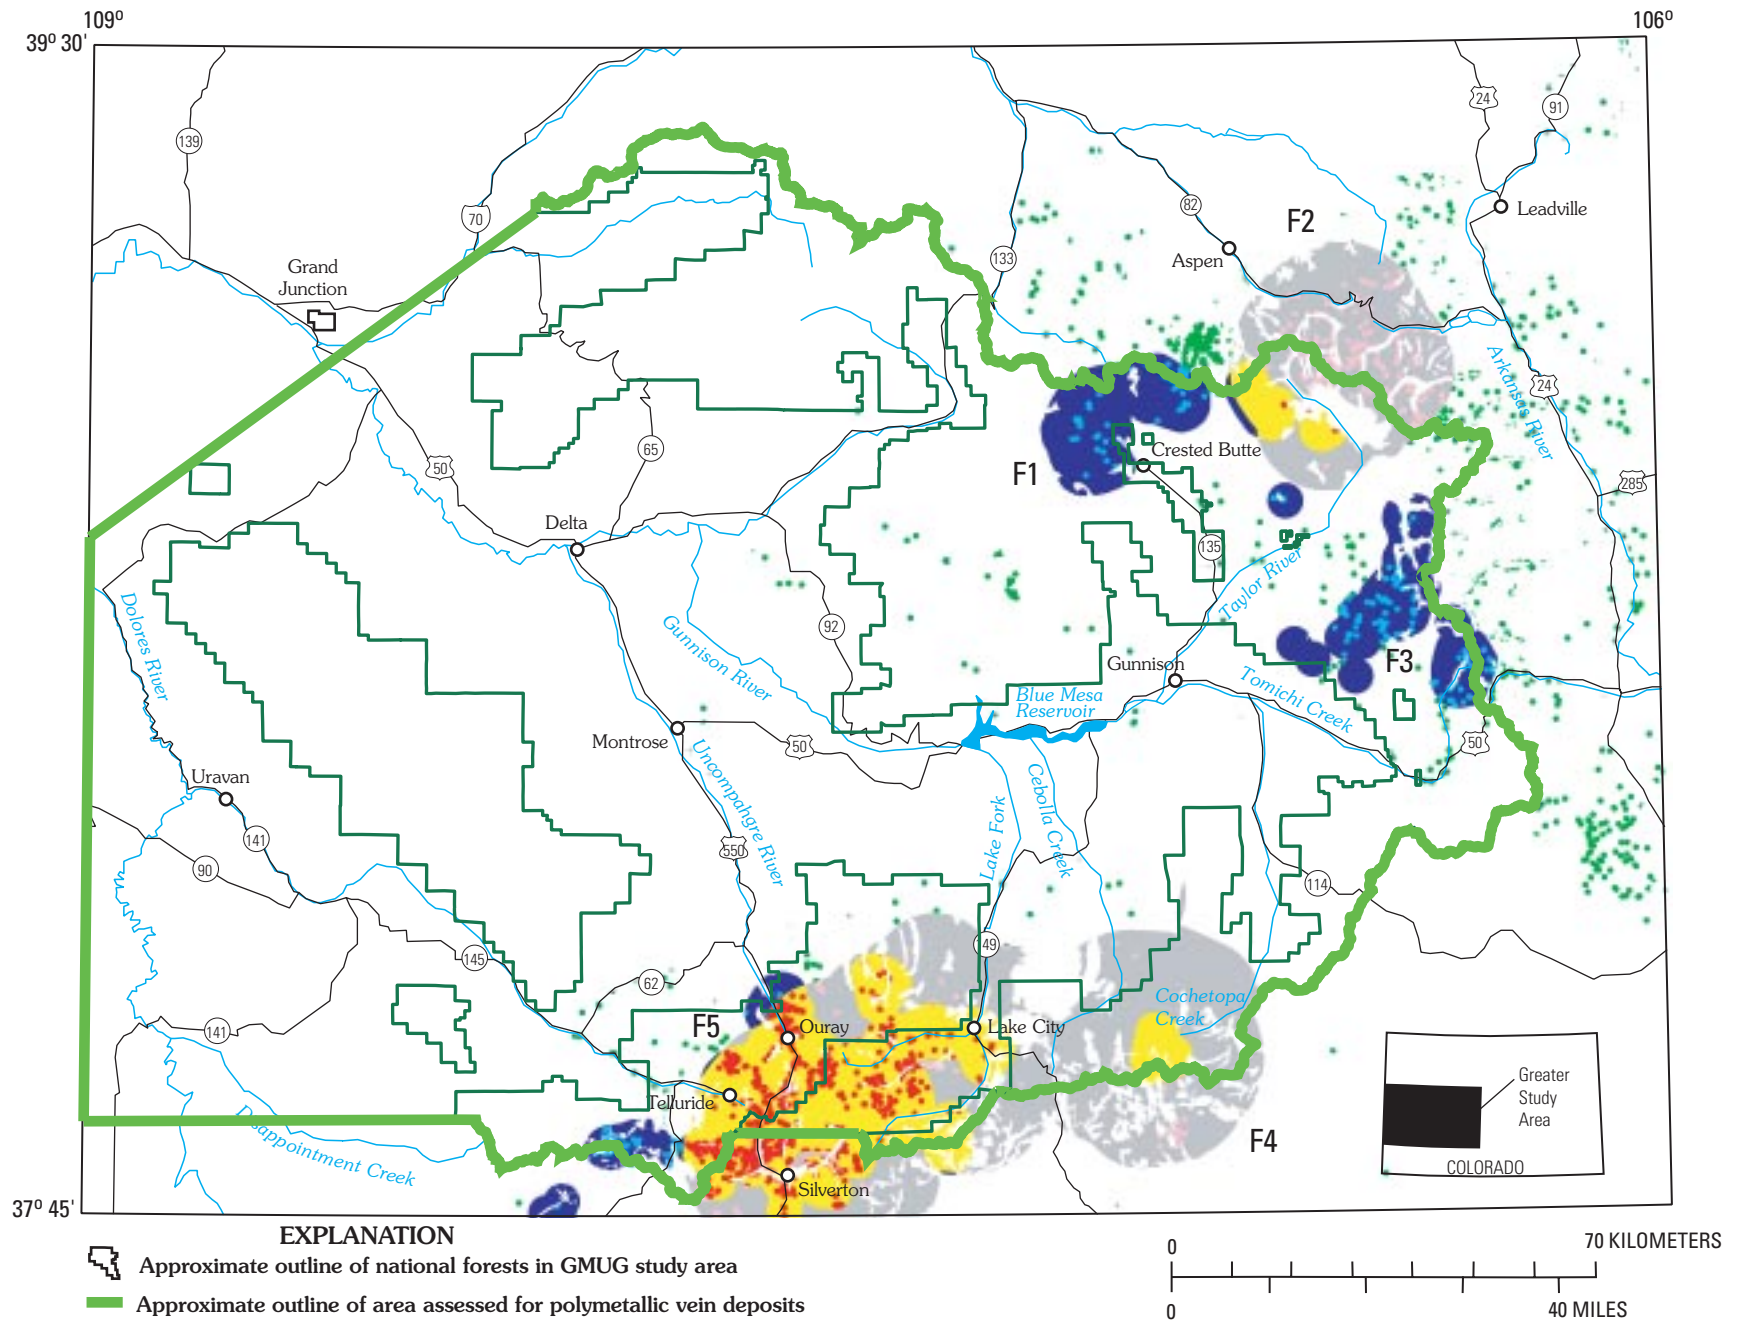 109º
106º
39º 30'
24
91
139
82
Leadville
70
F2
Aspen
133
Grand
Junction
Arkansas River
24
65
50
Crested Butte
F1
285
Delta
135
Dolores River
Taylor River
92
Gunnison River
F3
Gunnison
Tomichi Creek
Blue Mesa
Reservoir
Montrose
50
50
Uncompahgre River
Cebolla Creek
Uravan
Lake Fork
141
550
90
114
49
145
62
Cochetopa
Creek
F5
Ouray
Lake City
141
Telluride
Greater
Study
Area
Disappointment Creek
F4
COLORADO
Silverton
37º 45'
EXPLANATION
0
70 KILOMETERS
Approximate outline of national forests in GMUG study area
Approximate outline of area assessed for polymetallic vein deposits
0
40 MILES